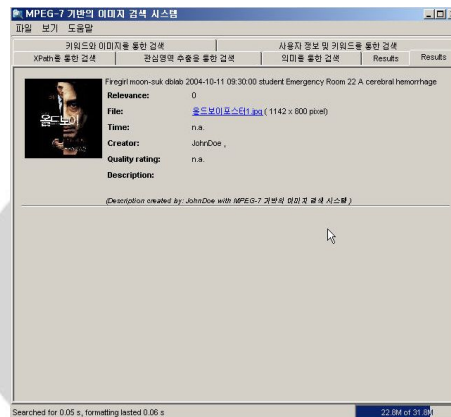 MPEG-7 기반의 이미지 검색 시스템
파일 보기 도움말
키워드와 이미지를 통한 검색 사용자 정보 및 키워드를 통한 검색
XPath를 통한 검색 관심영역 추출을 통한 검색 의미를 통한 검색 Results Results
Firegirl moon-suk dblab 2004-10-11 09:30:00 student Emergency Room 22 A cerebral hemorrhage
올드보이
Relevance: 0
File: 올드보이포스터1.jpg ( 1142 x 800 pixel)
Time: n.a.
Creator: JohnDoe ,
Quality rating: n.a.
Description:
(Description created by: JohnDoe with MPEG-7 기반의 이미지 검색 시스템 )
Searched for 0.05 s, formatting lasted 0.06 s 22.8M of 31.8M